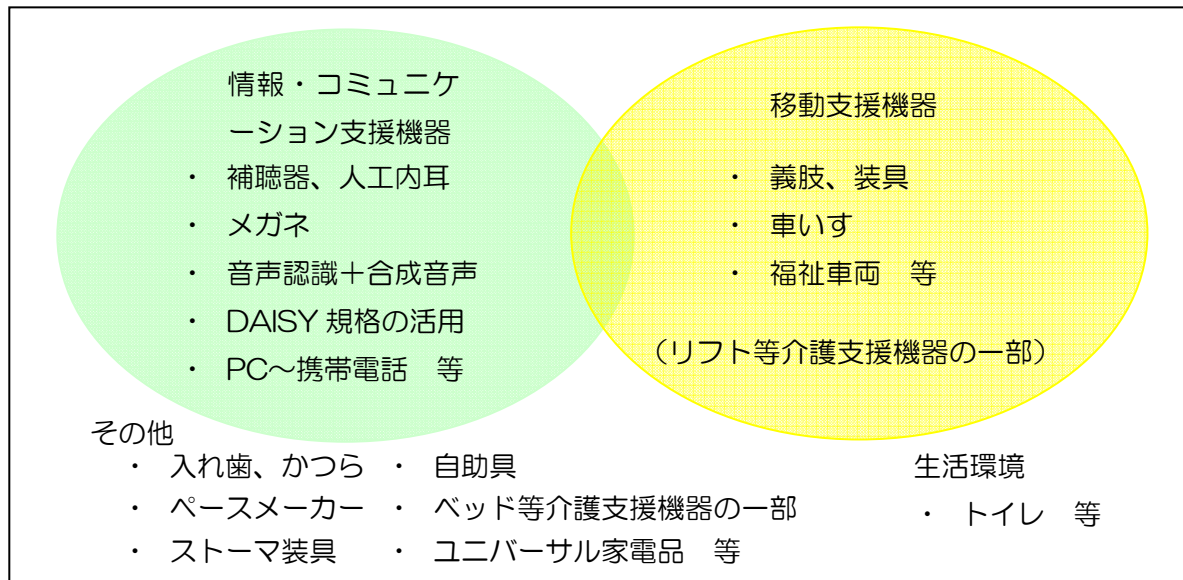 情報・コミュニケ
ーション支援機器
・ 補聴器、人工内耳
・ メガネ
・ 音声認識＋合成音声
・ DAISY 規格の活用
・ PC～携帯電話　等
移動支援機器
・ 義肢、装具
・ 車いす
・ 福祉車両　等
（リフト等介護支援機器の一部）
その他
・ 入れ歯、かつら
・ ペースメーカー
・ ストーマ装具
・ 自助具
・ ベッド等介護支援機器の一部
・ ユニバーサル家電品　等
生活環境
・ トイレ　等